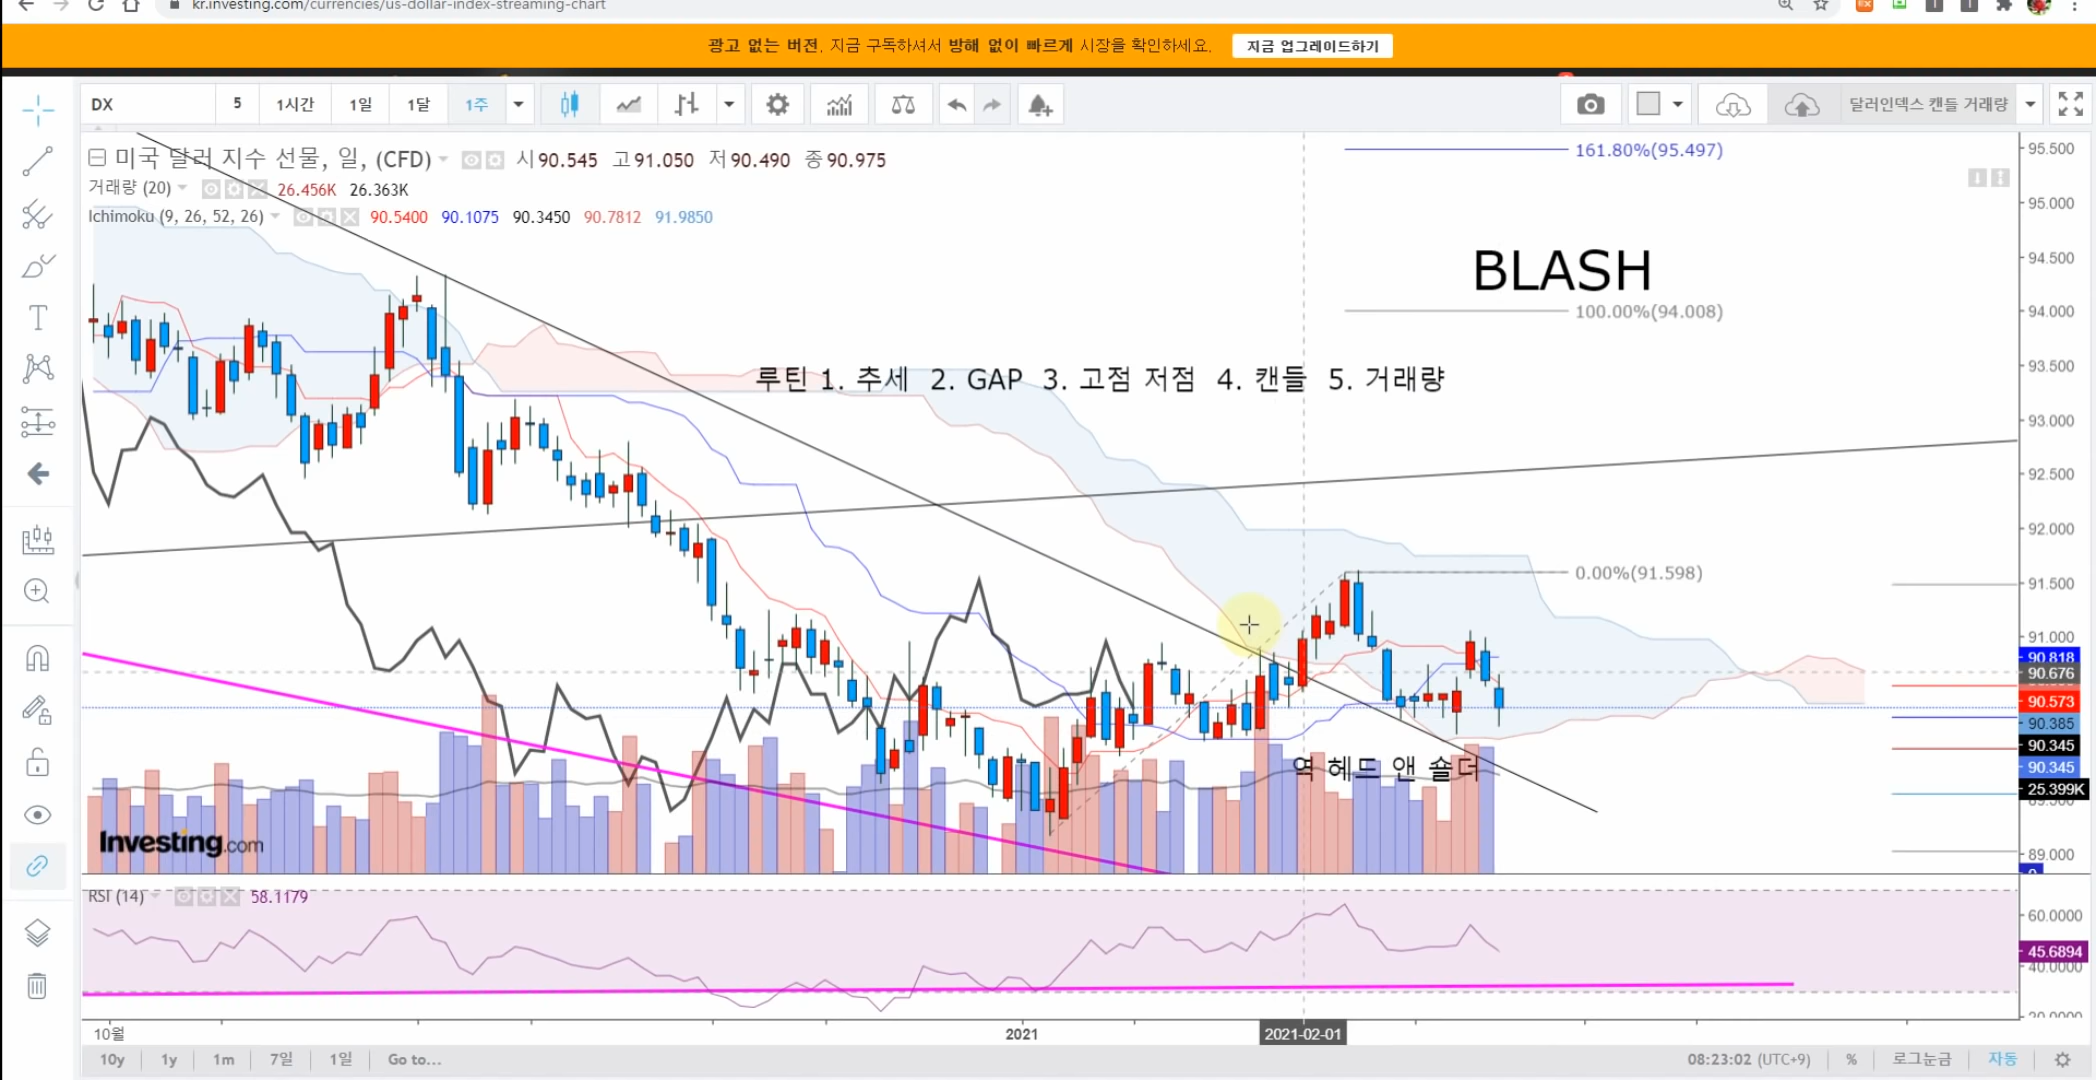 kr.investing.com/currencies/us-dollar-index-streaming-chart
광고 없는 버전. 지금 구독하셔서 방해 없이 빠르게 시장을 확인하세요. 지금 업그레이드하기
DX 5 1시간 1일 1달 1주 달러인덱스 캔들 거래량
미국 달러 지수 선물, 일, (CFD) 시 90.545 고 91.050 저 90.490 종 90.975
거래량 (20) 26.456K 26.363K
Ichimoku (9, 26, 52, 26) 90.5400 90.1075 90.3450 90.7812 91.9850
161.80%(95.497)
BLASH
100.00%(94.008)
루틴 1. 추세 2. GAP 3. 고점 저점 4. 캔들 5. 거래량
0.00%(91.598)
역 헤드 앤 숄더
95.500
95.000
94.500
94.000
93.500
93.000
92.500
92.000
91.500
91.000
90.818
90.676
90.573
90.385
90.345
90.345
25.399K
89.000
Investing.com
RSI (14) 58.1179
60.0000
45.6894
40.0000
20.0000
10월 2021 2021-02-01
10y 1y 1m 7일 1일 Go to... 08:23:02 (UTC+9) % 로그눈금 자동